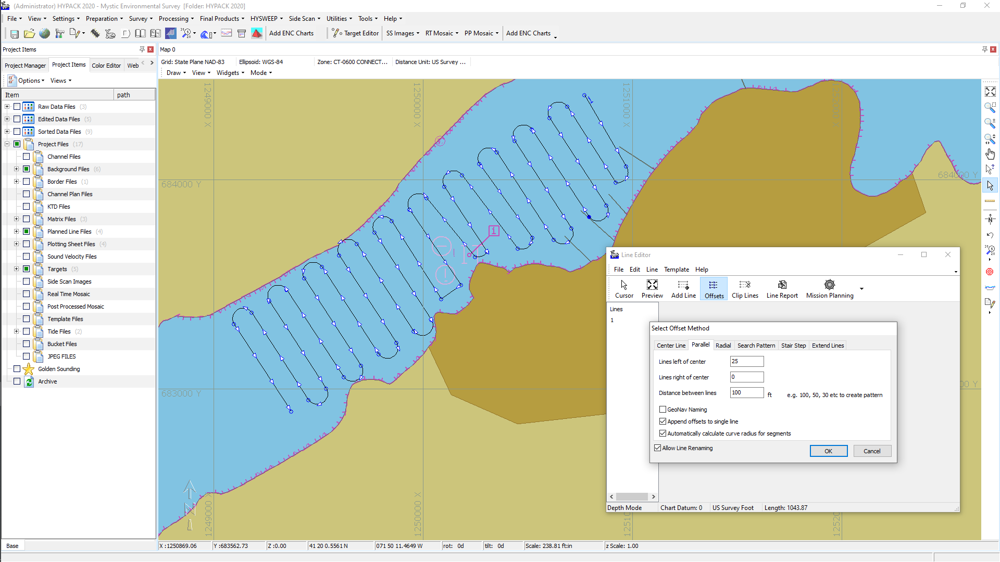 (Administrator) HYPACK 2020 - Mystic Environmental Survey [Folder: HYPACK 2020]
File View Settings Preparation Survey Processing Final Products HYSWEEP Side Scan Utilities Tools Help
Add ENC Charts Target Editor SS Images RT Mosaic PP Mosaic Add ENC Charts
Project Items
Project Manager Project Items Color Editor Web
Options Views
Item path
Raw Data Files (3)
Edited Data Files (5)
Sorted Data Files (9)
Project Files (17)
Channel Files
Background Files (6)
Border Files (1)
Channel Plan Files
KTD Files
Matrix Files (3)
Planned Line Files (4)
Plotting Sheet Files (4)
Sound Velocity Files
Targets (5)
Side Scan Images
Real Time Mosaic
Post Processed Mosaic
Template Files
Tide Files (2)
Bucket Files
JPEG FILES
Golden Sounding
Archive
Base
Map 0
Grid: State Plane NAD-83 Ellipsoid: WGS-84 Zone: CT-0600 CONNECT... Distance Unit: US Survey ...
Draw View Widgets Mode
1249000 X
1250000 X
1251000 X
684000 Y
684000 Y
1
683000 Y
00 Y
N
1249000 X
1250000 X
Line Editor
File Edit Line Template Help
Cursor Preview Add Line Offsets Clip Lines Line Report Mission Planning
Lines
1
Select Offset Method
Center Line Parallel Radial Search Pattern Stair Step Extend Lines
Lines left of center 25
Lines right of center 0
Distance between lines 100 ft e.g. 100, 50, 30 etc to create pattern
GeoNav Naming
Append offsets to single line
Automatically calculate curve radius for segments
Allow Line Renaming
OK Cancel
Depth Mode Chart Datum: 0 US Survey Foot Length: 1043.87
X :1250869.06 Y :683562.73 Z :0.00 41 20 0.5561 N 071 50 11.4649 W rot: 0d tilt: 0d Scale: 238.81 ft:in z Scale: 1.00